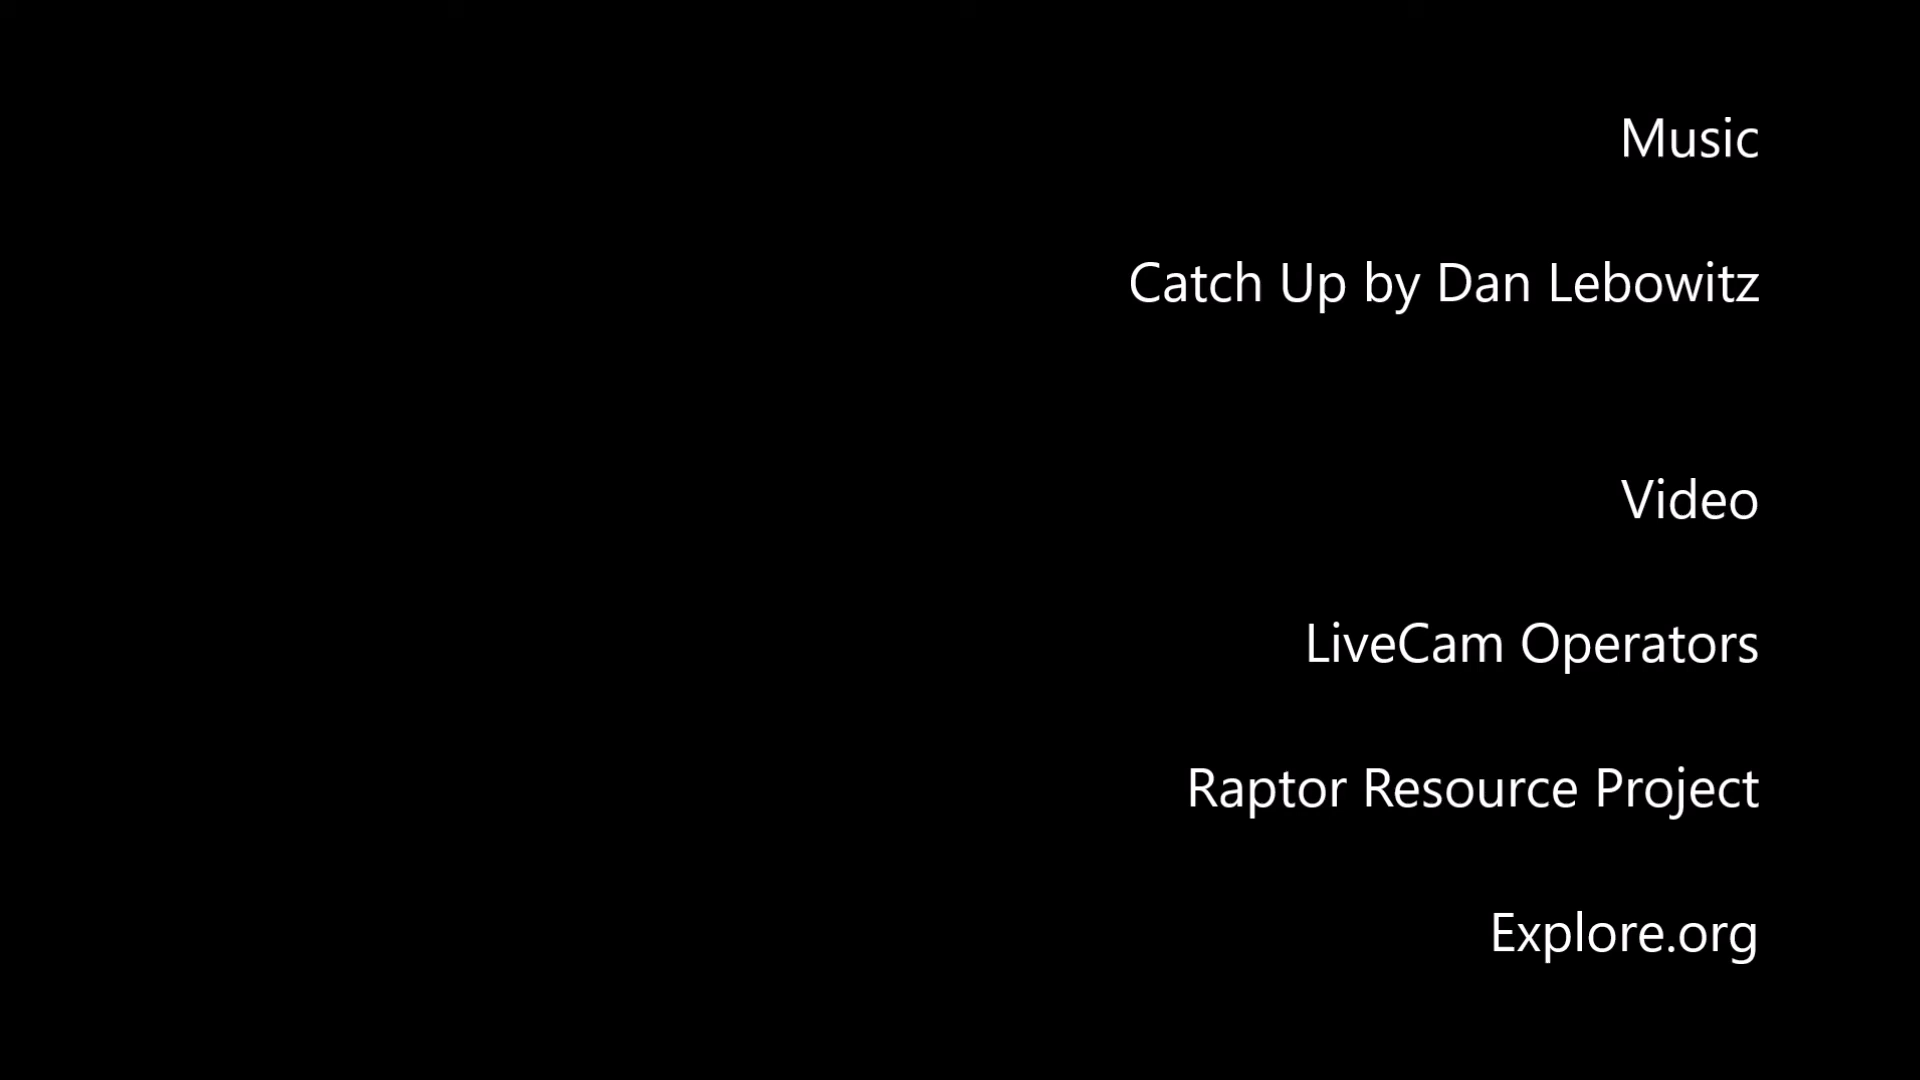 Music
Catch Up by Dan Lebowitz
Video
LiveCam Operators
Raptor Resource Project
Explore.org